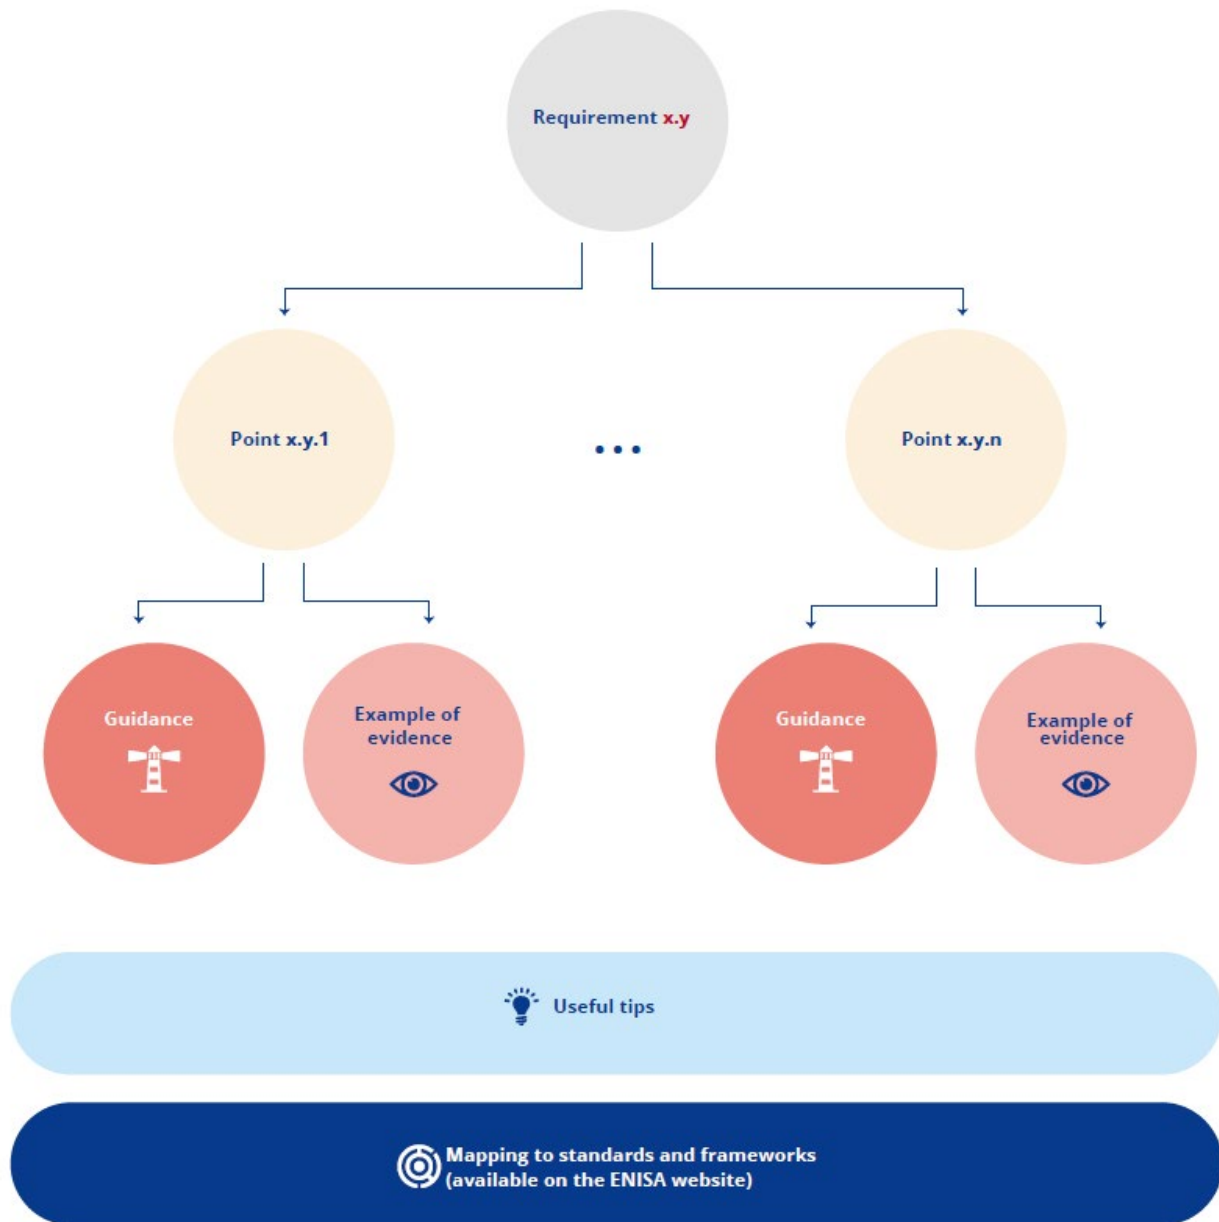 Requirement x.y
Point x.y.1
...
Point x.y.n
Guidance
Example of
evidence
Guidance
Example of
evidence
Useful tips
Mapping to standards and frameworks
(available on the ENISA website)